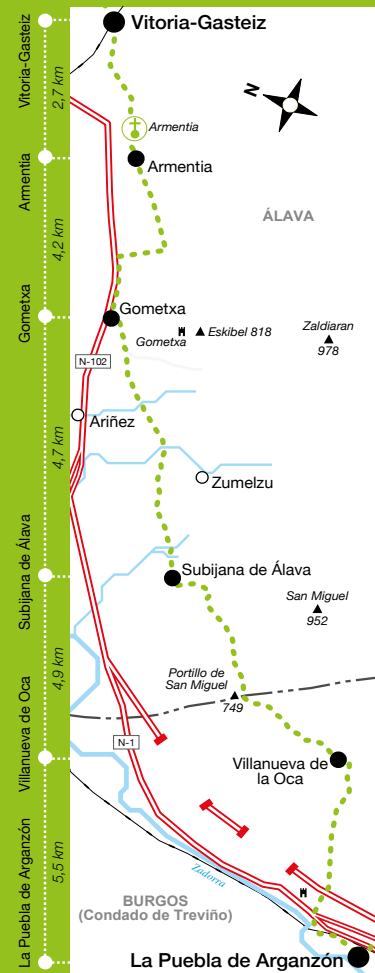 Vitoria-Gasteiz
2,7 km
Armentia
4,2 km
Gometxa
4,7 km
Subijana de Álava
4,9 km
Villanueva de Oca
5,5 km
La Puebla de Arganzón
Vitoria-Gasteiz
N
Armentia
Armentia
ÁLAVA
Gometxa
Gometxa
Eskibel 818
Zaldiaran
978
N-102
Ariñez
Zumelzu
Subijana de Álava
San Miguel
952
Portillo de
San Miguel
749
N-1
Villanueva de
la Oca
Zadorra
BURGOS
(Condado de Treviño)
La Puebla de Arganzón